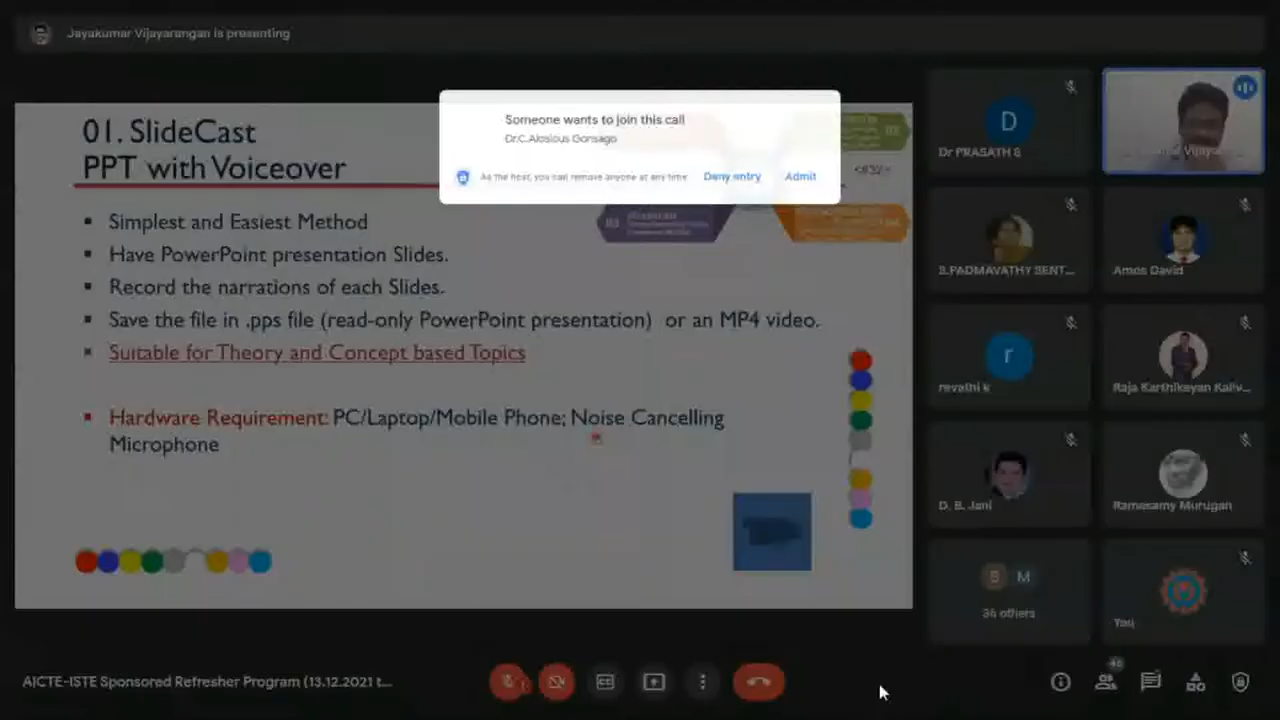 Jayakumar Vijayarangan is presenting
Someone wants to join this call
Dr.C.Alosious Gonsago
As the host, you can remove anyone at any time
Deny entry
Admit
01. SlideCast
PPT with Voiceover
03
02
▪ Simplest and Easiest Method
▪ Have PowerPoint presentation Slides.
▪ Record the narrations of each Slides.
▪ Save the file in .pps file (read-only PowerPoint presentation) or an MP4 video.
▪ Suitable for Theory and Concept based Topics
▪ Hardware Requirement: PC/Laptop/Mobile Phone; Noise Cancelling
Microphone
D
Dr PRASATH S
S.PADMAVATHY SENT...
Amos David
r
revathi k
Raja Karthikeyan Kaliv...
D. B. Jani
Ramasamy Murugan
S M
36 others
You
AICTE-ISTE Sponsored Refresher Program (13.12.2021 t...
46